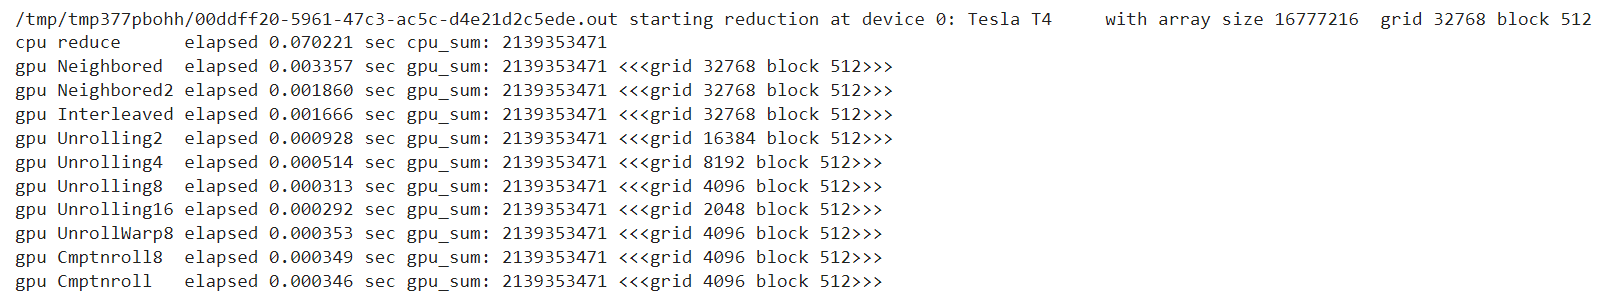 /tmp/tmp377pbohh/00ddff20-5961-47c3-ac5c-d4e21d2c5ede.out starting reduction at device 0: Tesla T4     with array size 16777216  grid 32768 block 512
cpu reduce      elapsed 0.070221 sec cpu_sum: 2139353471
gpu Neighbored  elapsed 0.003357 sec gpu_sum: 2139353471 <<<grid 32768 block 512>>>
gpu Neighbored2 elapsed 0.001860 sec gpu_sum: 2139353471 <<<grid 32768 block 512>>>
gpu Interleaved elapsed 0.001666 sec gpu_sum: 2139353471 <<<grid 32768 block 512>>>
gpu Unrolling2  elapsed 0.000928 sec gpu_sum: 2139353471 <<<grid 16384 block 512>>>
gpu Unrolling4  elapsed 0.000514 sec gpu_sum: 2139353471 <<<grid 8192 block 512>>>
gpu Unrolling8  elapsed 0.000313 sec gpu_sum: 2139353471 <<<grid 4096 block 512>>>
gpu Unrolling16 elapsed 0.000292 sec gpu_sum: 2139353471 <<<grid 2048 block 512>>>
gpu UnrollWarp8 elapsed 0.000353 sec gpu_sum: 2139353471 <<<grid 4096 block 512>>>
gpu Cmptnroll8  elapsed 0.000349 sec gpu_sum: 2139353471 <<<grid 4096 block 512>>>
gpu Cmptnroll   elapsed 0.000346 sec gpu_sum: 2139353471 <<<grid 4096 block 512>>>